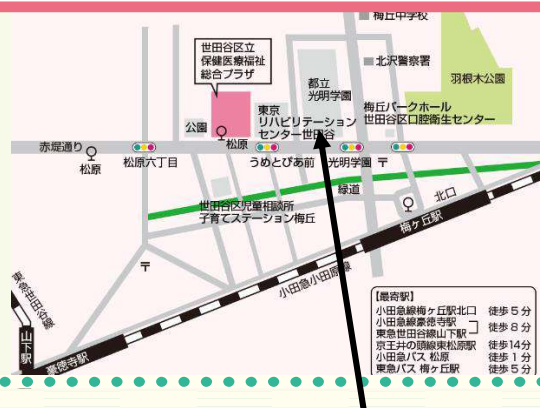 梅丘中学校
世田谷区立
保健医療福祉
総合プラザ
北沢警察署
羽根木公園
都立
光明学園
梅丘パークホール
世田谷区口腔衛生センター
東京
リハビリテーション
センター世田谷
公園
松原
赤堤通り
松原
松原六丁目
うめとぴあ前
光明学園
〒
緑道
北口
世田谷区児童相談所
子育てステーション梅丘
梅ヶ丘駅
〒
小田急小田原線
東急世田谷線
山下駅
豪徳寺駅
【最寄駅】
小田急線梅ヶ丘駅北口 徒歩5分
小田急線豪徳寺駅
東急世田谷線山下駅 徒歩8分
京王井の頭線東松原駅 徒歩14分
小田急バス 松原 徒歩1分
東急バス 梅ヶ丘駅 徒歩5分